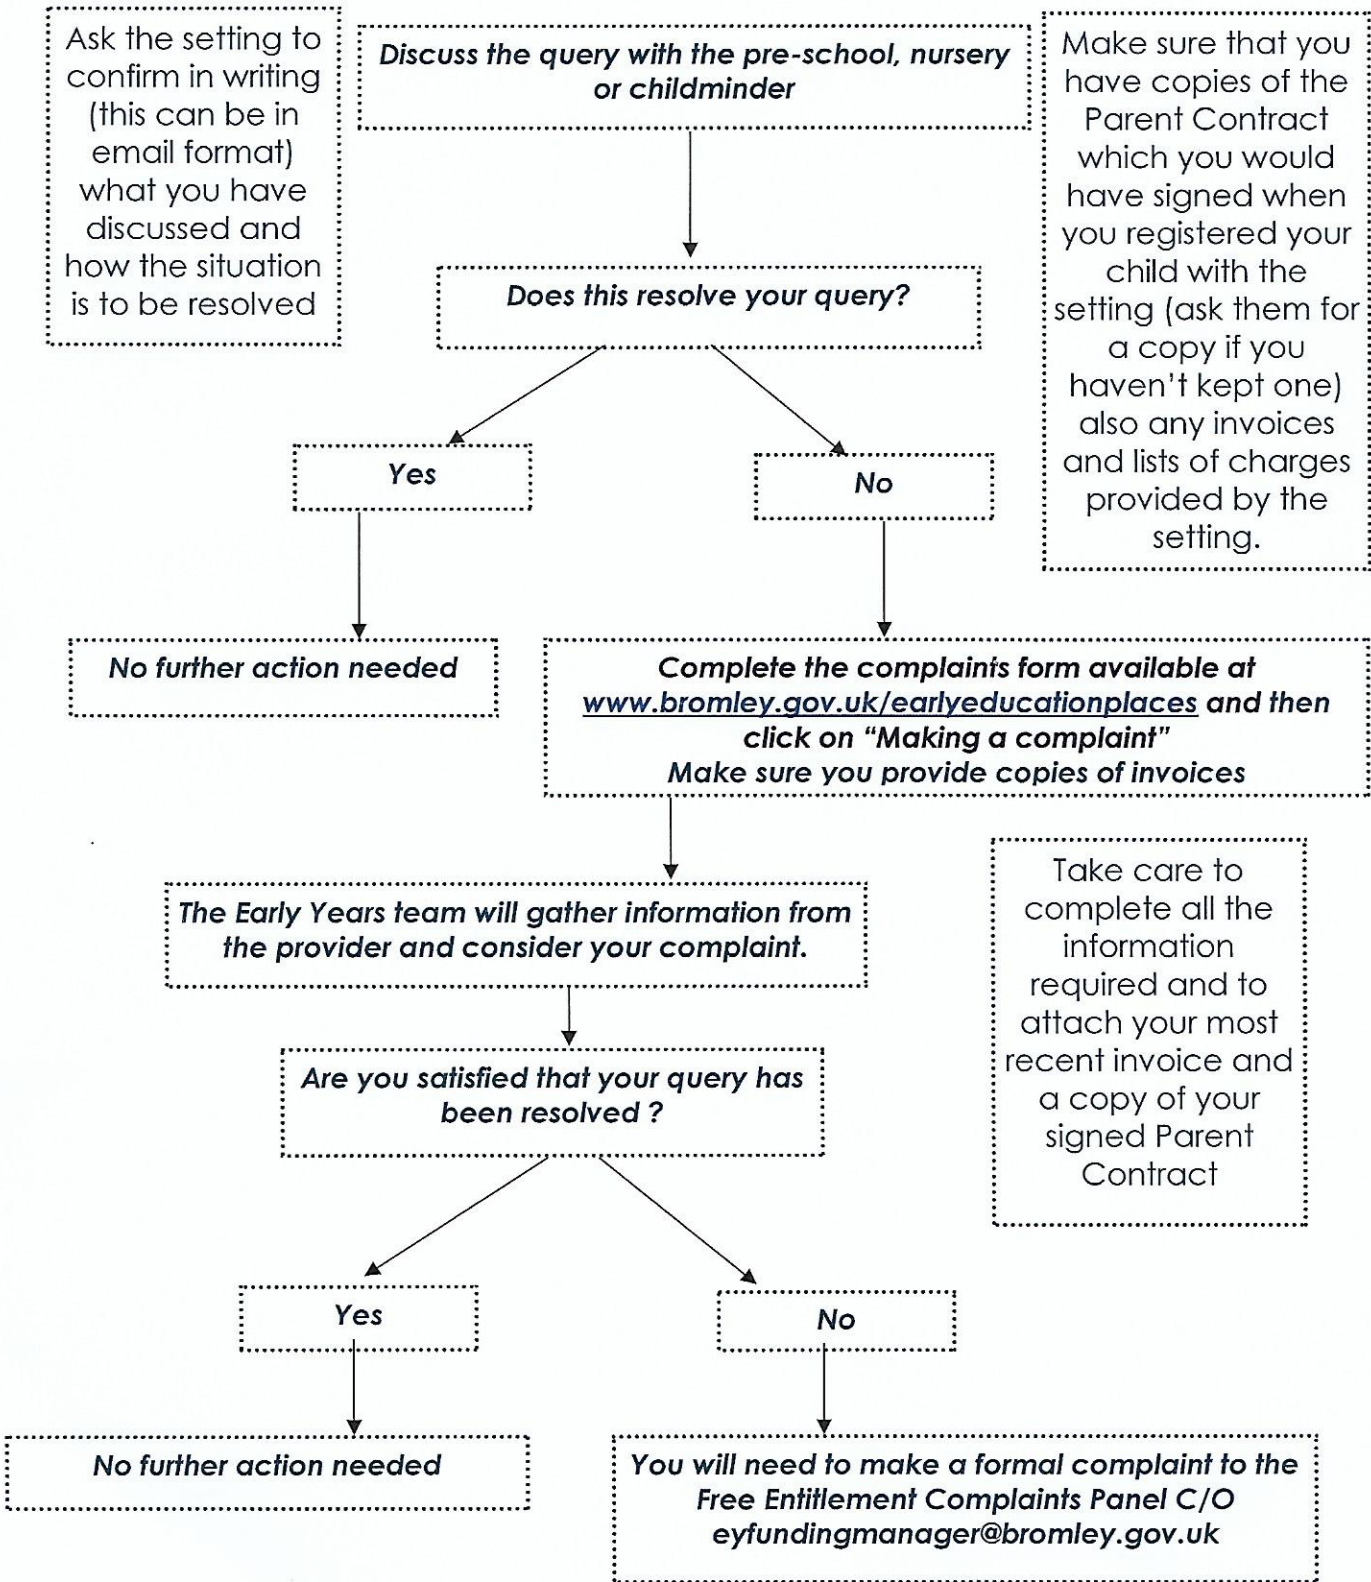 Ask the setting to
confirm in writing
(this can be in
email format)
what you have
discussed and
how the situation
is to be resolved
Discuss the query with the pre-school, nursery
or childminder
Make sure that you
have copies of the
Parent Contract
which you would
have signed when
you registered your
child with the
setting (ask them for
a copy if you
haven't kept one)
also any invoices
and lists of charges
provided by the
setting.
Does this resolve your query?
Yes
No
No further action needed
Complete the complaints form available at
www.bromley.gov.uk/earlyeducationplaces and then
click on “Making a complaint”
Make sure you provide copies of invoices
The Early Years team will gather information from
the provider and consider your complaint.
Take care to
complete all the
information
required and to
attach your most
recent invoice and
a copy of your
signed Parent
Contract
Are you satisfied that your query has
been resolved ?
Yes
No
No further action needed
You will need to make a formal complaint to the
Free Entitlement Complaints Panel C/O
eyfundingmanager@bromley.gov.uk